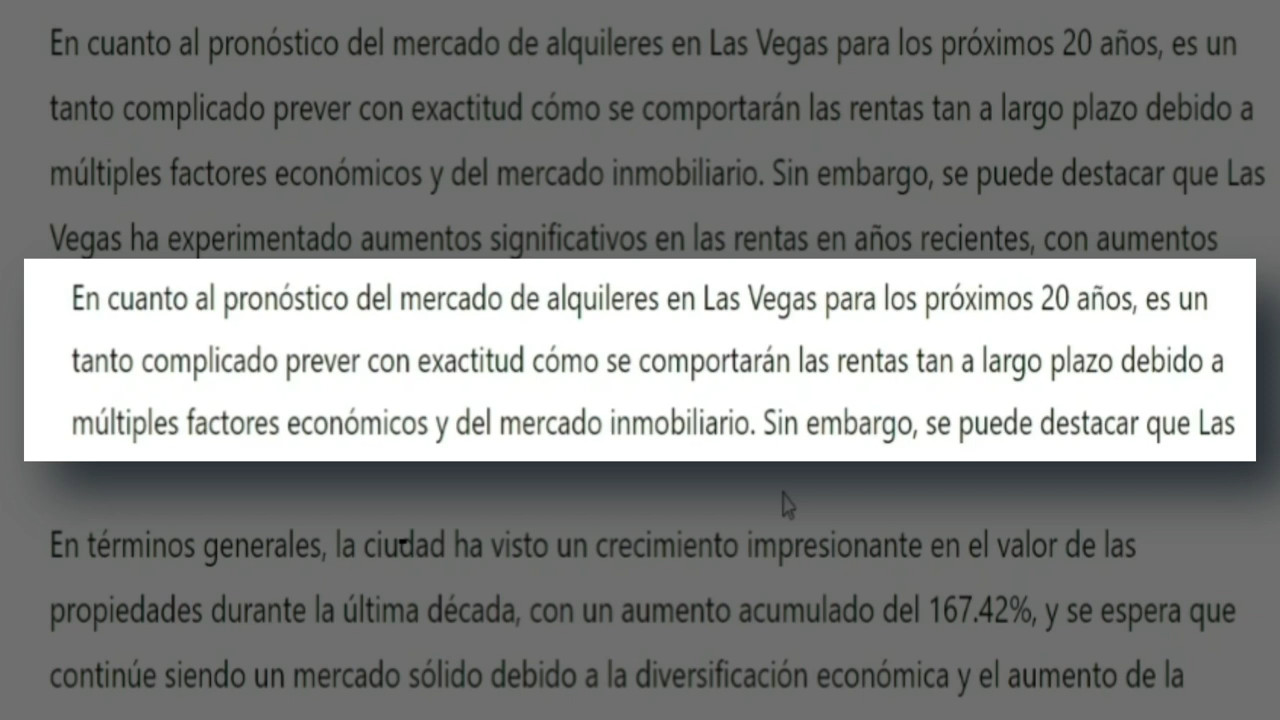 En cuanto al pronóstico del mercado de alquileres en Las Vegas para los próximos 20 años, es un
tanto complicado prever con exactitud cómo se comportarán las rentas tan a largo plazo debido a
múltiples factores económicos y del mercado inmobiliario. Sin embargo, se puede destacar que Las
Vegas ha experimentado aumentos significativos en las rentas en años recientes, con aumentos
En cuanto al pronóstico del mercado de alquileres en Las Vegas para los próximos 20 años, es un
tanto complicado prever con exactitud cómo se comportarán las rentas tan a largo plazo debido a
múltiples factores económicos y del mercado inmobiliario. Sin embargo, se puede destacar que Las
En términos generales, la ciudad ha visto un crecimiento impresionante en el valor de las
propiedades durante la última década, con un aumento acumulado del 167.42%, y se espera que
continúe siendo un mercado sólido debido a la diversificación económica y el aumento de la